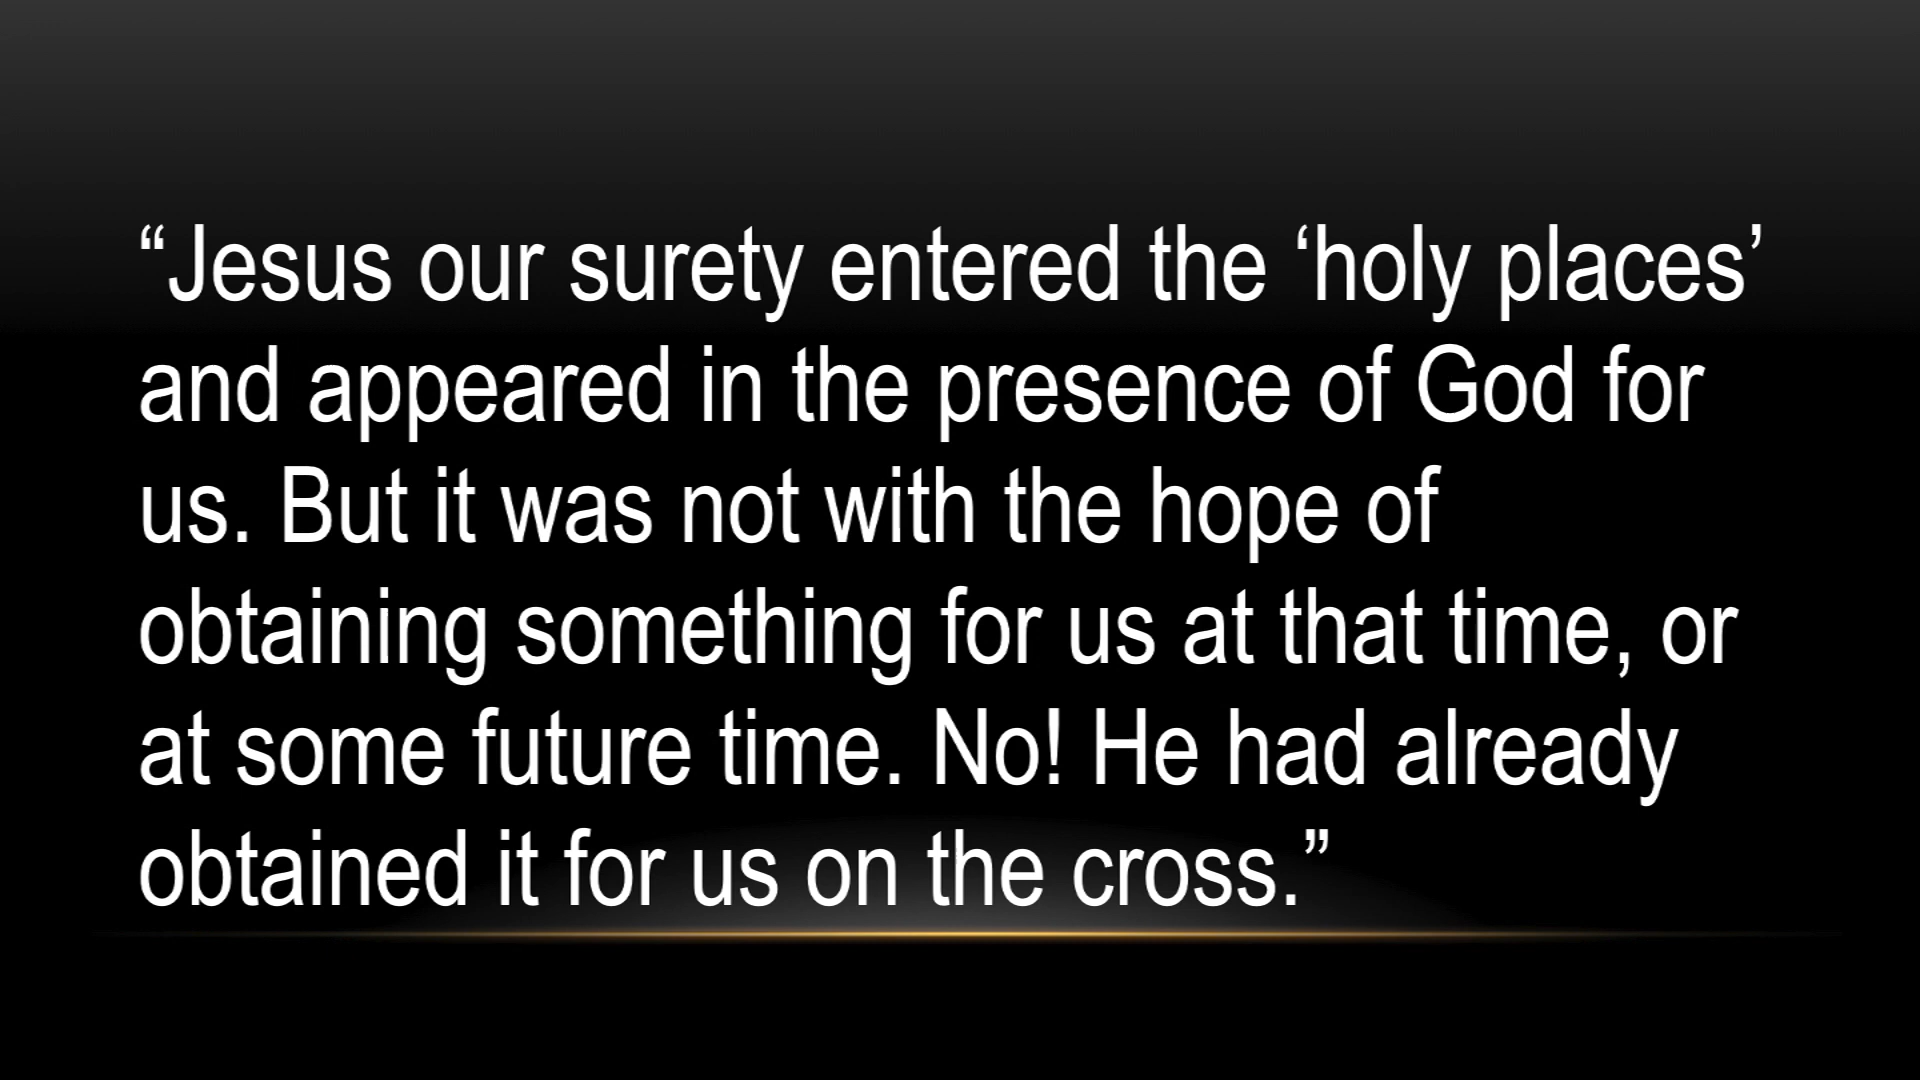 “Jesus our surety entered the ‘holy places’
and appeared in the presence of God for
us. But it was not with the hope of
obtaining something for us at that time, or
at some future time. No! He had already
obtained it for us on the cross.”